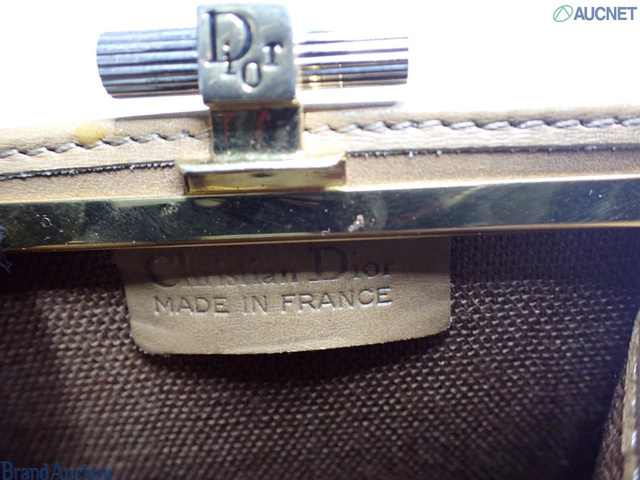 AUCNET
Dior
Christian Dior
MADE IN FRANCE
Brand Auction